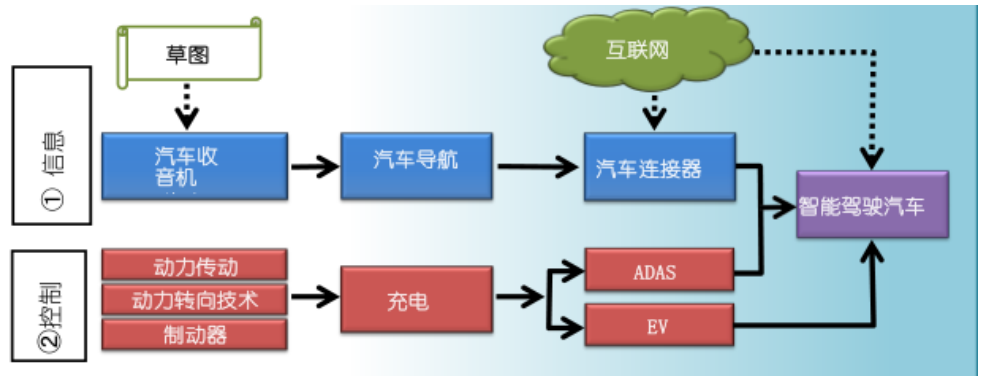 草图
互联网
① 信息
汽车收
音机
汽车导航
汽车连接器
智能驾驶汽车
②控制
动力传动
动力转向技术
制动器
充电
ADAS
EV